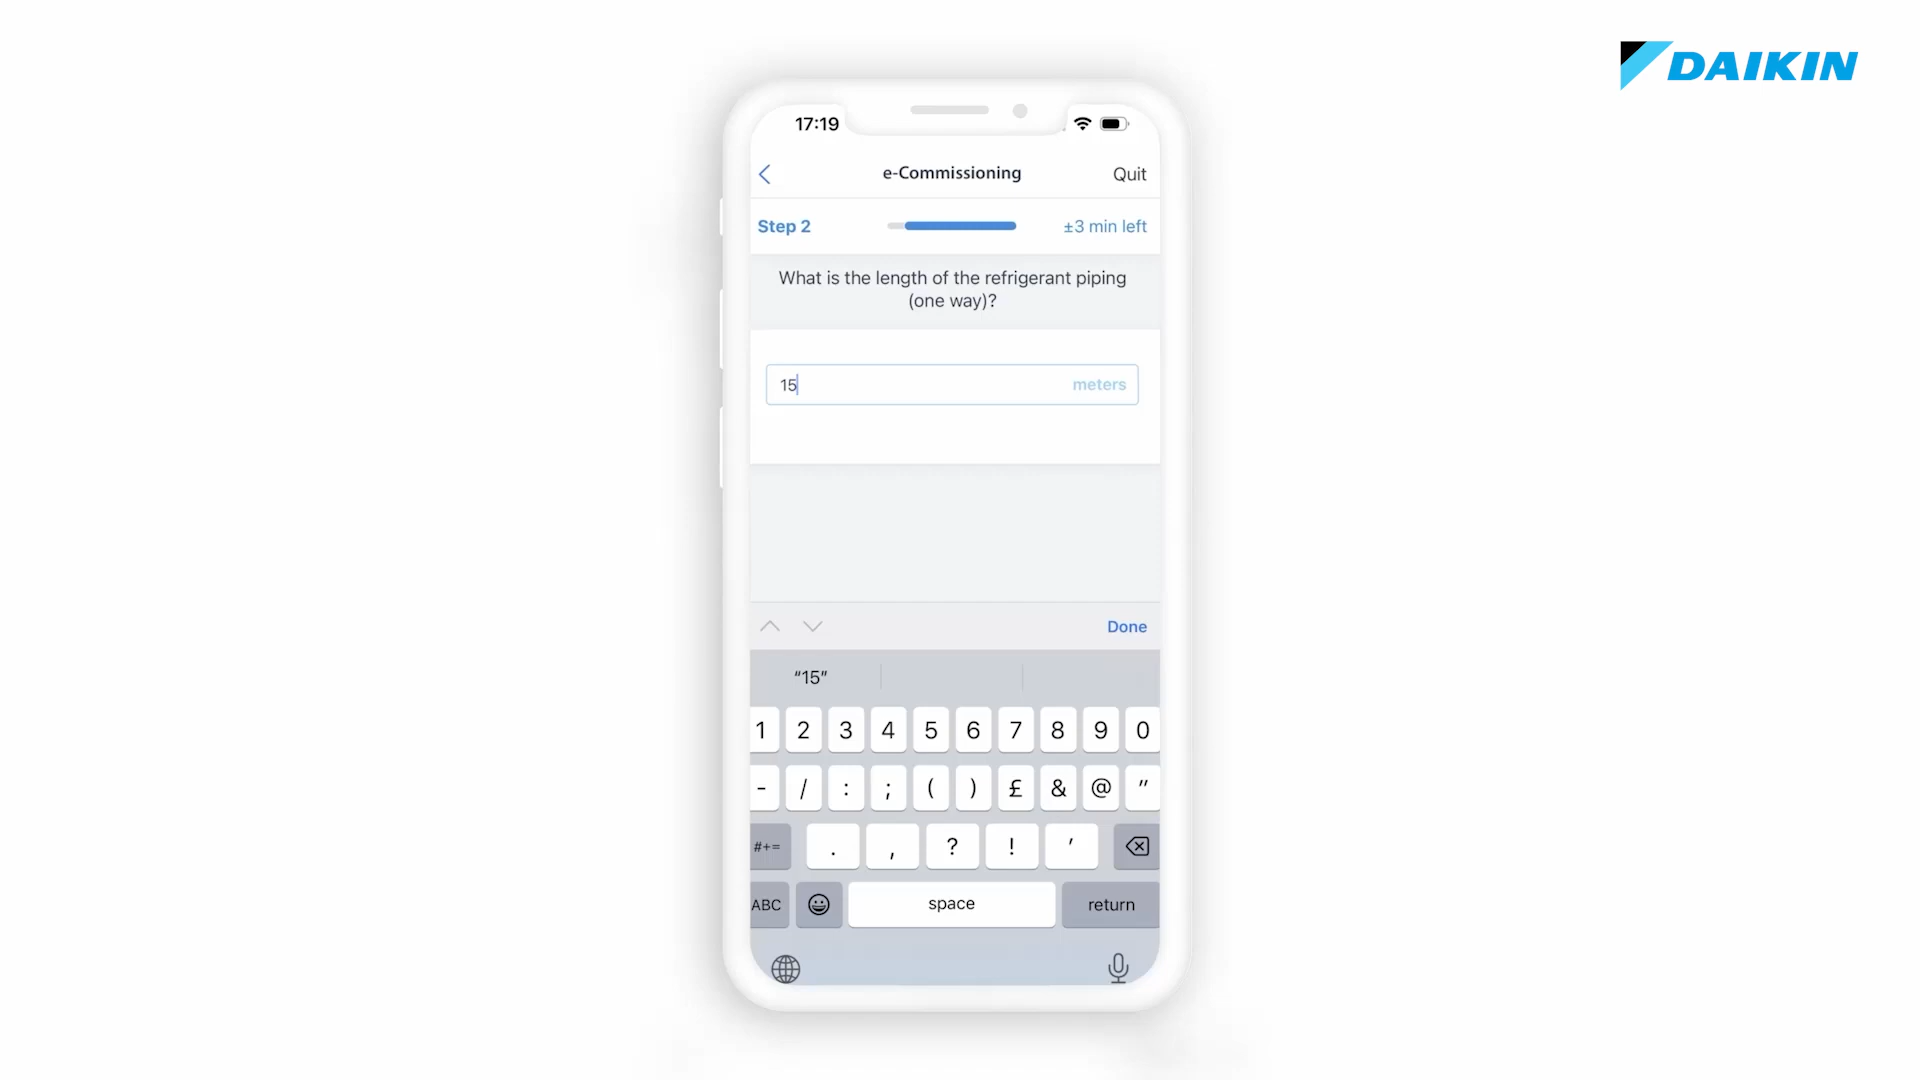 DAIKIN
17:19
e-Commissioning
Quit
Step 2
±3 min left
What is the length of the refrigerant piping
(one way)?
15
meters
Done
“15”
1 2 3 4 5 6 7 8 9 0
- / : ; ( ) £ & @ "
#+= . , ? ! '
ABC space return